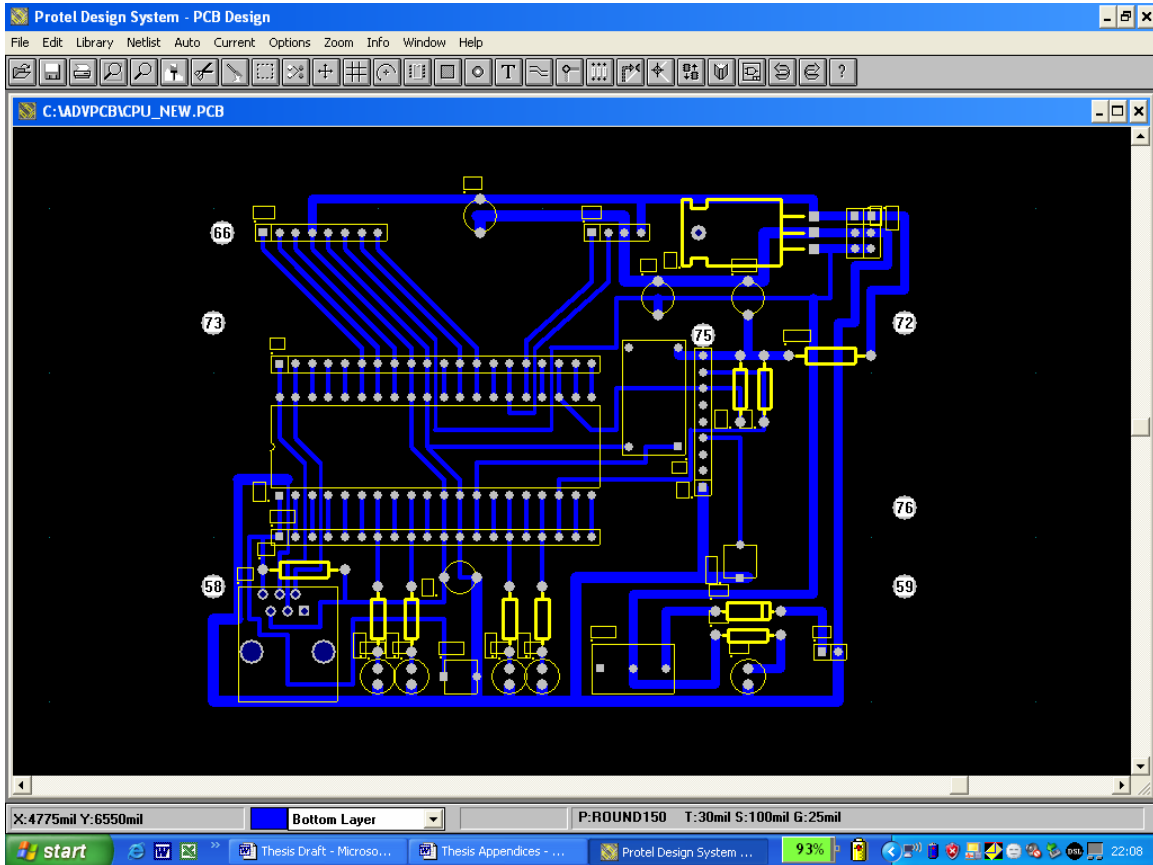 Protel Design System - PCB Design
File Edit Library Netlist Auto Current Options Zoom Info Window Help
T ?
C:\ADVPCB\CPU_NEW.PCB
66
73
72
75
76
58
59
X:4775mil Y:6550mil
Bottom Layer
P:ROUND150 T:30mil S:100mil G:25mil
start
Thesis Draft - Microso...
Thesis Appendices - ...
Protel Design System ...
93%
DSL
22:08